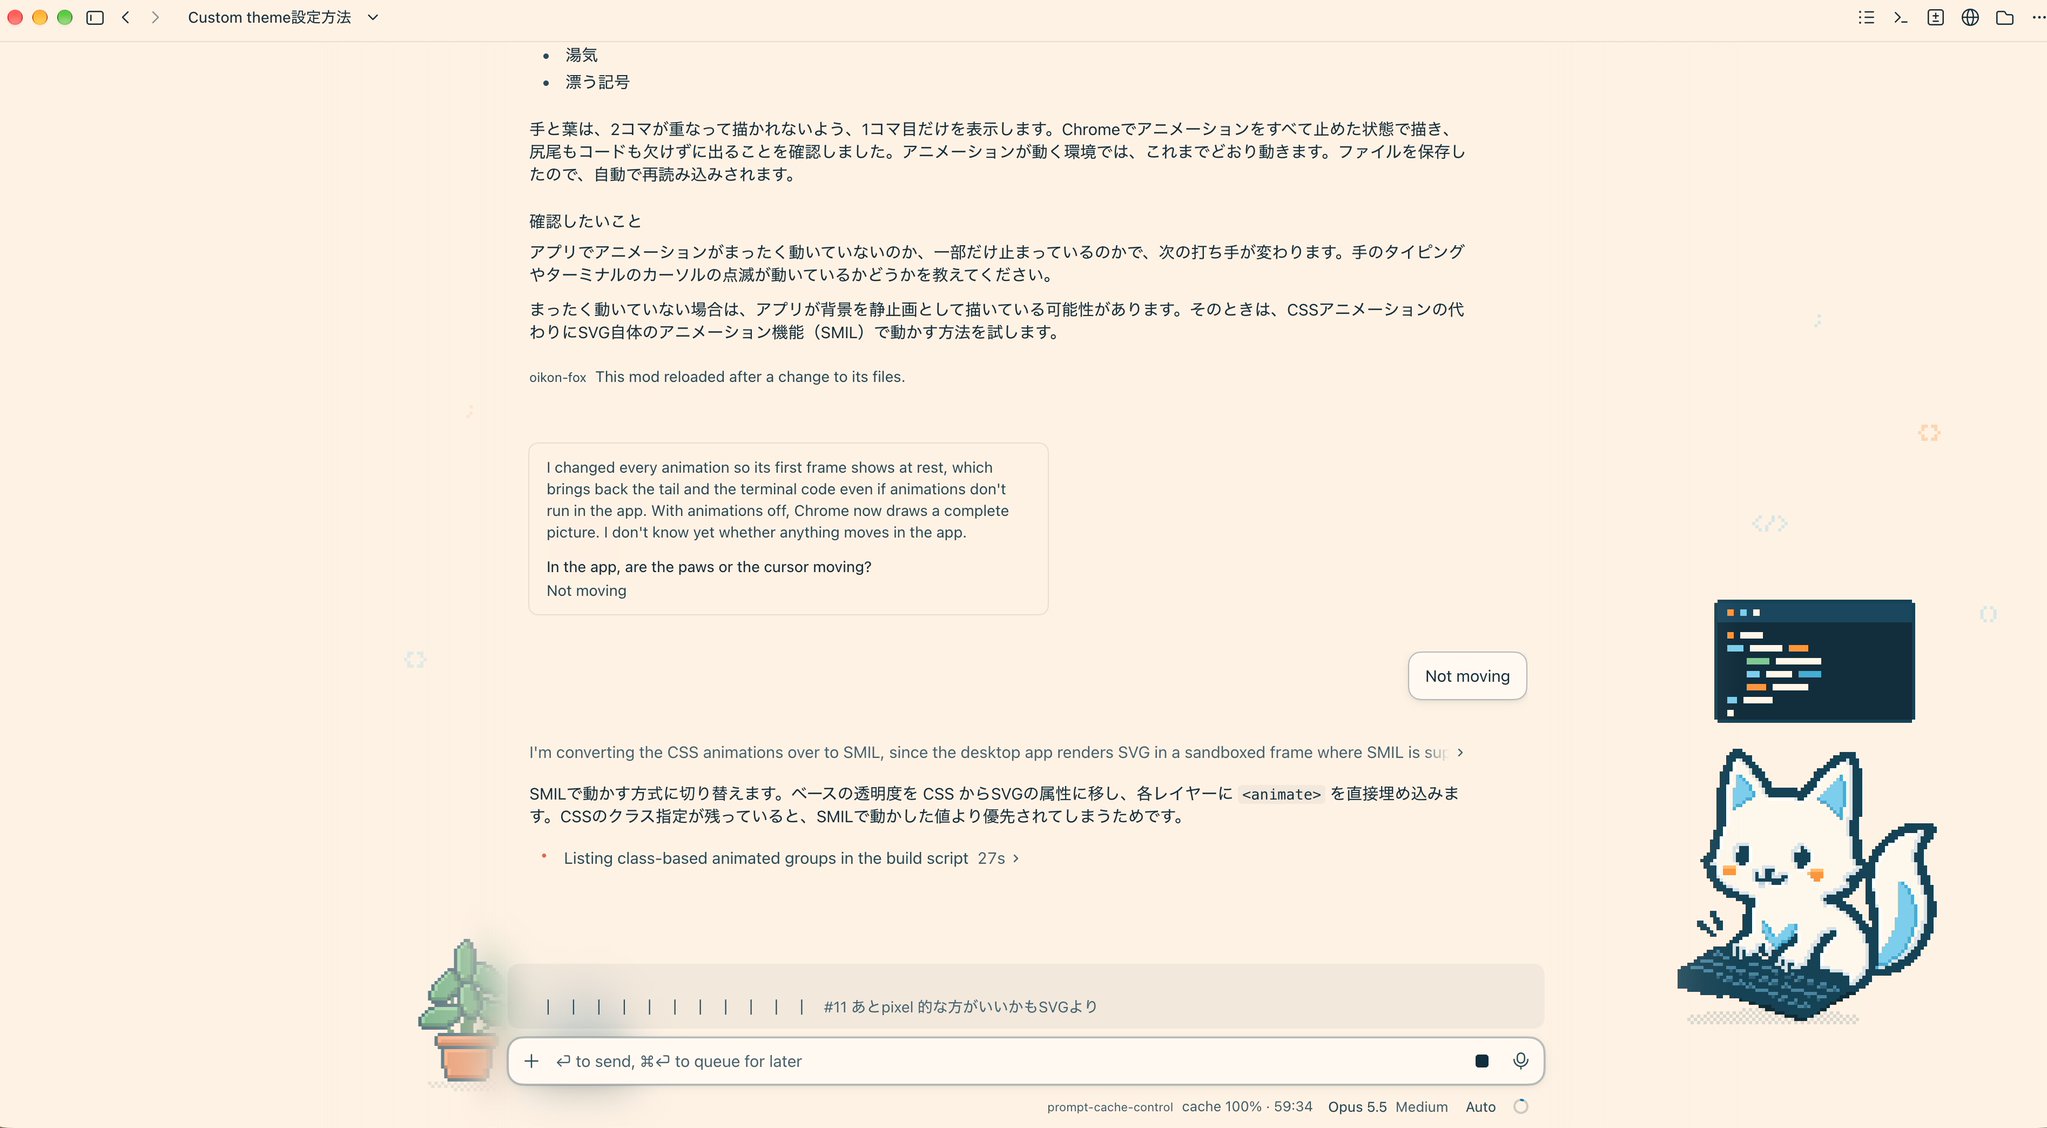 Custom theme設定方法
湯気
漂う記号
手と葉は、2コマが重なって描かれないよう、1コマ目だけを表示します。Chromeでアニメーションをすべて止めた状態で描き、
尻尾もコードも欠けずに出ることを確認しました。アニメーションが動く環境では、これまでどおり動きます。ファイルを保存し
たので、自動で再読み込みされます。
確認したいこと
アプリでアニメーションがまったく動いていないのか、一部だけ止まっているのかで、次の打ち手が変わります。手のタイピング
やターミナルのカーソルの点滅が動いているかどうかを教えてください。
まったく動いていない場合は、アプリが背景を静止画として描いている可能性があります。そのときは、CSSアニメーションの代
わりにSVG自体のアニメーション機能（SMIL）で動かす方法を試します。
oikon-fox This mod reloaded after a change to its files.
I changed every animation so its first frame shows at rest, which
brings back the tail and the terminal code even if animations don't
run in the app. With animations off, Chrome now draws a complete
picture. I don't know yet whether anything moves in the app.
In the app, are the paws or the cursor moving?
Not moving
Not moving
I'm converting the CSS animations over to SMIL, since the desktop app renders SVG in a sandboxed frame where SMIL is sup
SMILで動かす方式に切り替えます。ベースの透明度を CSS からSVGの属性に移し、各レイヤーに <animate> を直接埋め込みま
す。CSSのクラス指定が残っていると、SMILで動かした値より優先されてしまうためです。
Listing class-based animated groups in the build script 27s
| | | | | | | | | | | #11 あとpixel 的な方がいいかもSVGより
⏎ to send, ⌘⏎ to queue for later
prompt-cache-control cache 100% · 59:34 Opus 5.5 Medium Auto